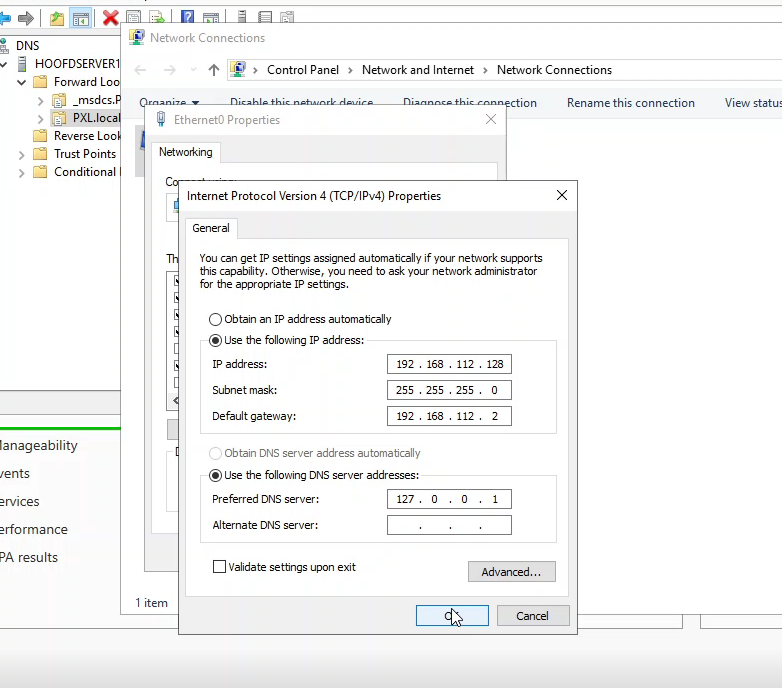 DNS
HOOFDSERVER1
Forward Loo
_msdcs.P
PXL.local
Reverse Look
Trust Points
Conditional
Network Connections
Control Panel > Network and Internet > Network Connections
Organize Disable this network device Diagnose this connection Rename this connection View status
Ethernet0 Properties
Networking
Internet Protocol Version 4 (TCP/IPv4) Properties
General
You can get IP settings assigned automatically if your network supports
this capability. Otherwise, you need to ask your network administrator
for the appropriate IP settings.
Obtain an IP address automatically
Use the following IP address:
IP address: 192 . 168 . 112 . 128
Subnet mask: 255 . 255 . 255 . 0
Default gateway: 192 . 168 . 112 . 2
Obtain DNS server address automatically
Use the following DNS server addresses:
Preferred DNS server: 127 . 0 . 0 . 1
Alternate DNS server: . . .
Validate settings upon exit
Advanced...
OK Cancel
Manageability
vents
ervices
erformance
PA results
1 item